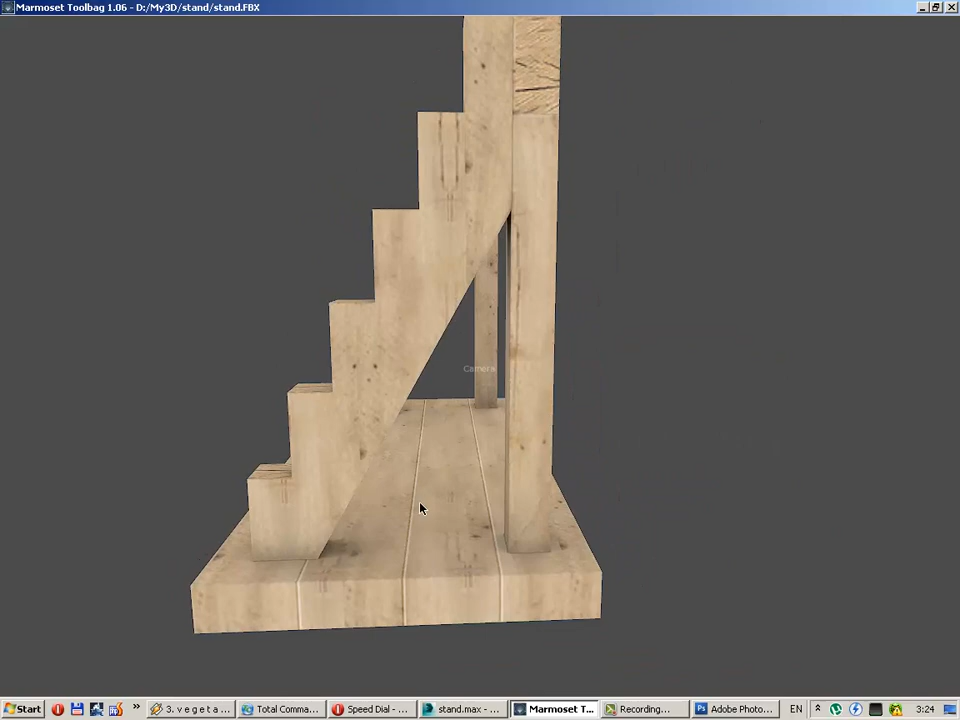 Marmoset Toolbag 1.06 - D:/My3D/stand/stand.FBX
Camera
Start
3. v e g e t a ...
Total Comma...
Speed Dial - ...
stand.max - ...
Marmoset T...
Recording...
Adobe Photo...
EN
3:24